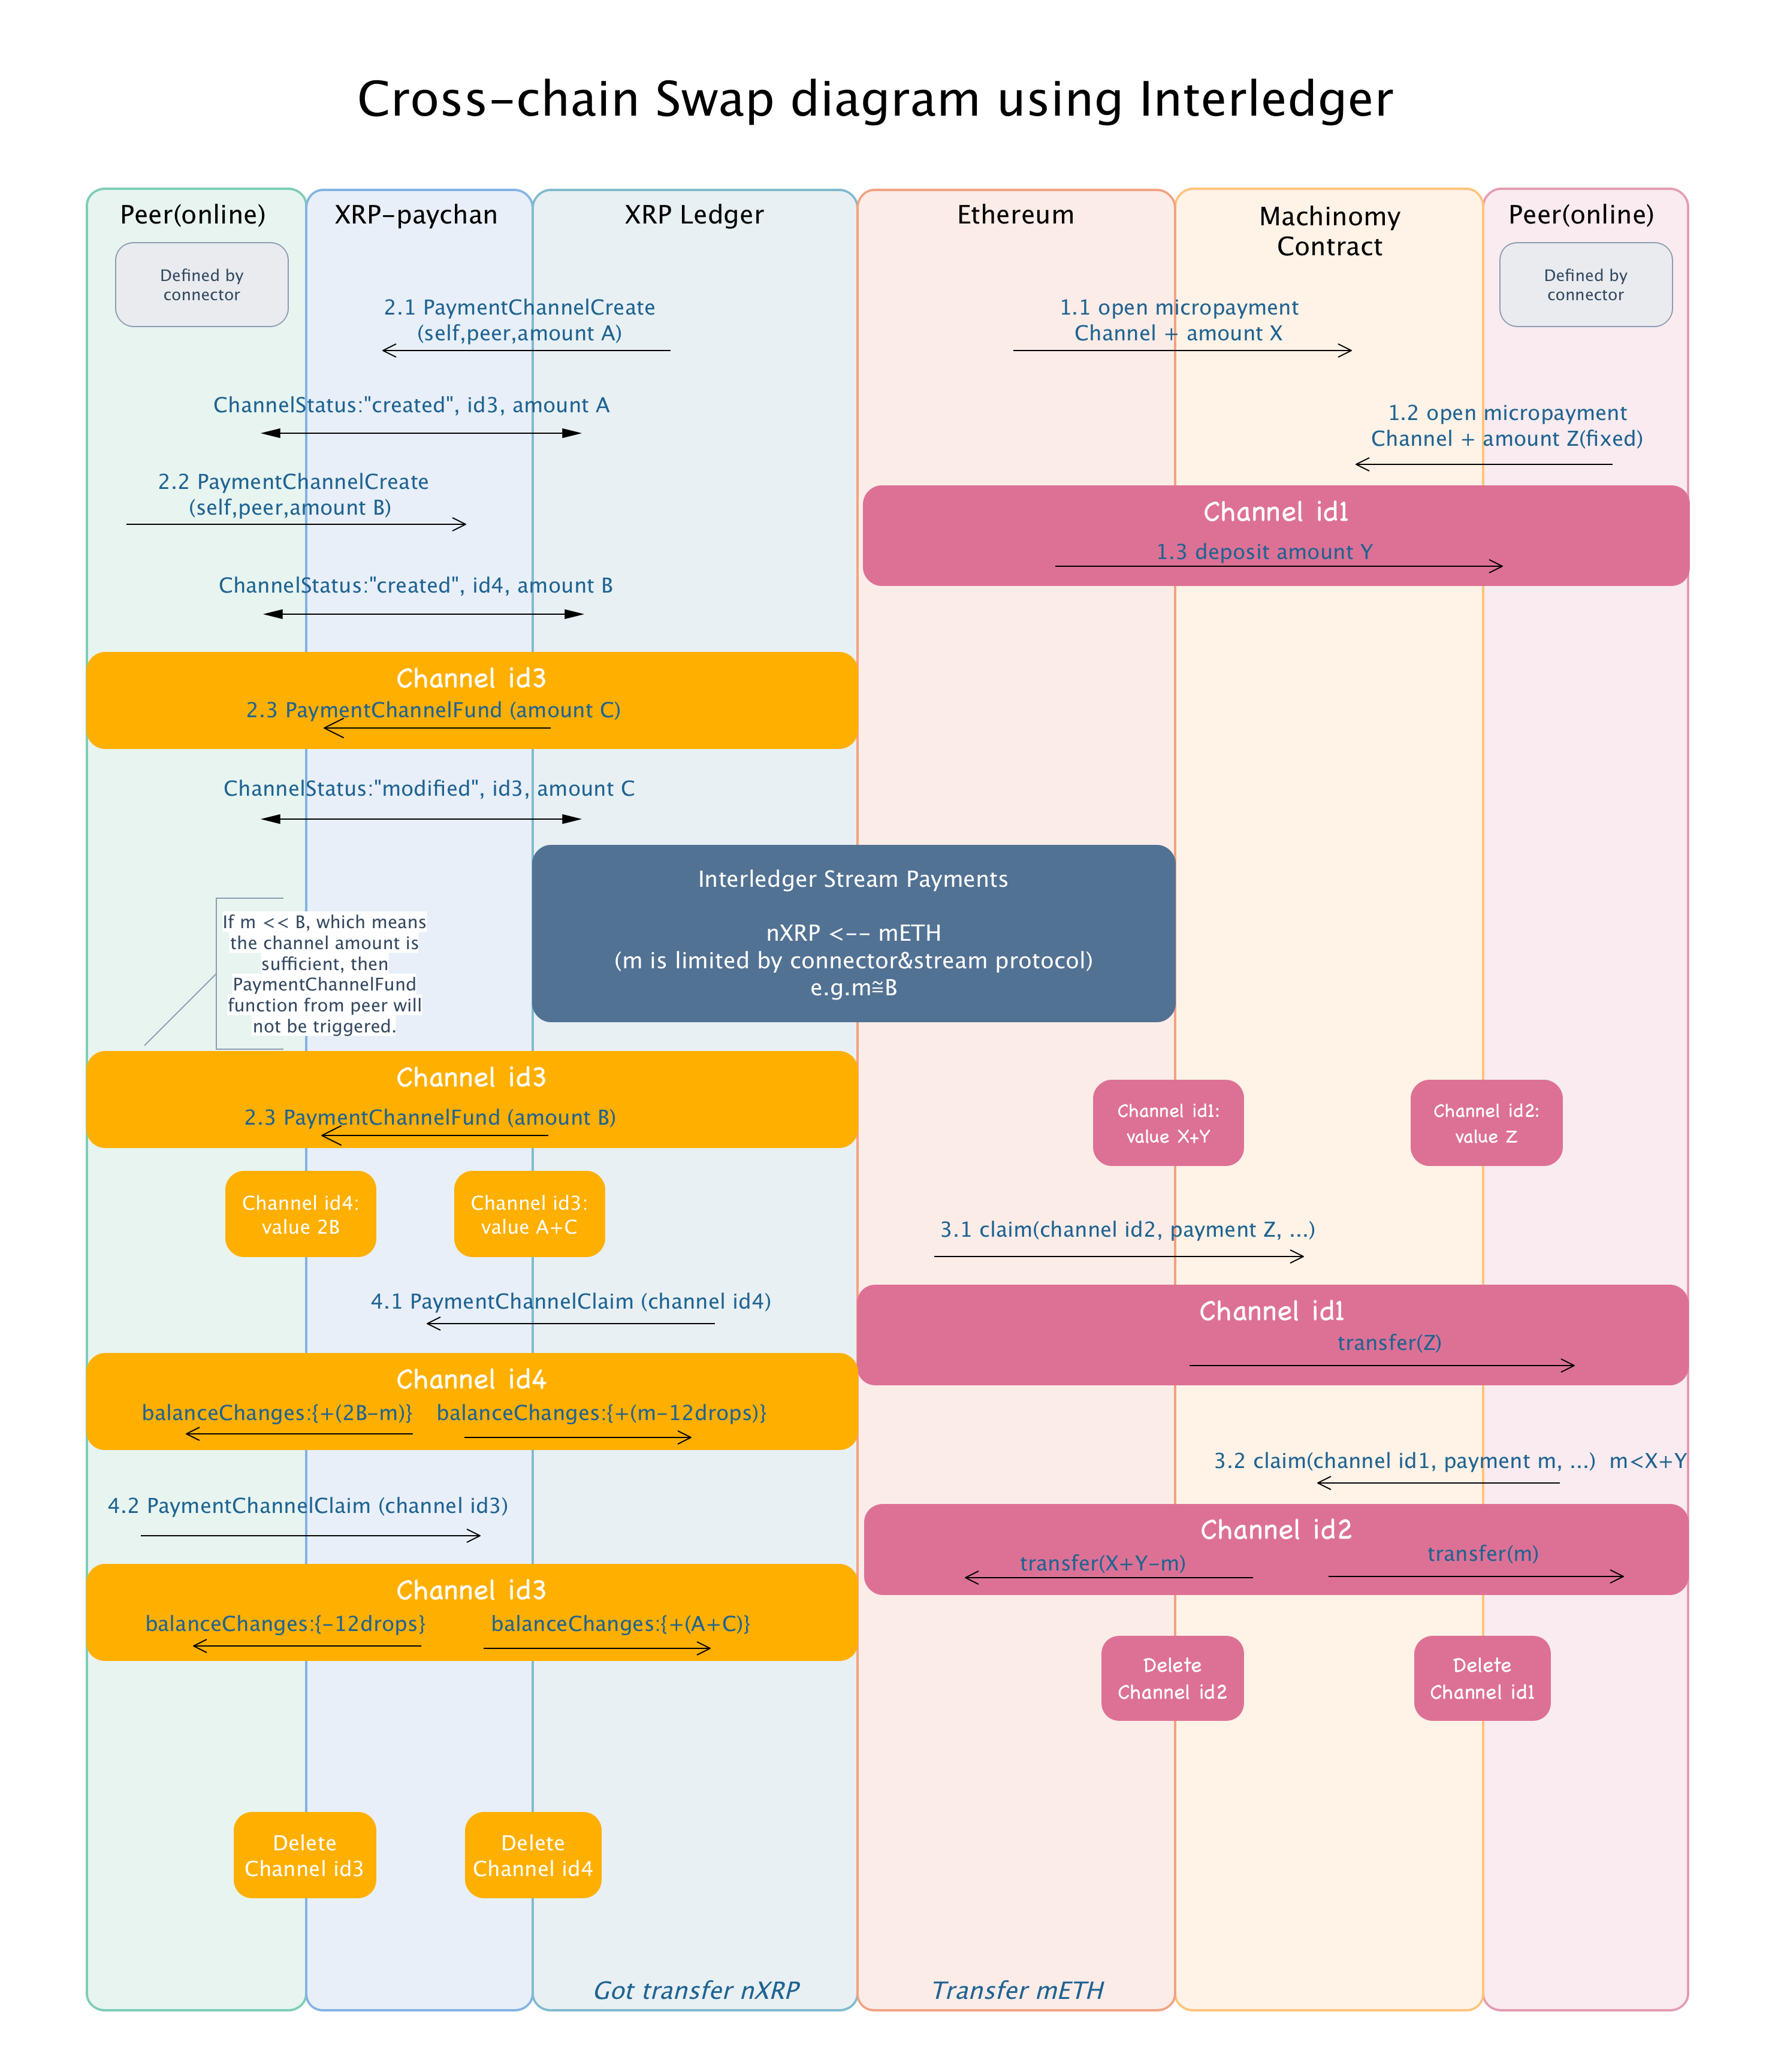 Cross-chain Swap diagram using Interledger
Peer(online)
XRP-paychan
XRP Ledger
Ethereum
Machinomy
Contract
Peer(online)
Defined by
connector
Defined by
connector
2.1 PaymentChannelCreate
(self,peer,amount A)
1.1 open micropayment
Channel + amount X
ChannelStatus:"created", id3, amount A
1.2 open micropayment
Channel + amount Z(fixed)
2.2 PaymentChannelCreate
(self,peer,amount B)
Channel id1
1.3 deposit amount Y
ChannelStatus:"created", id4, amount B
Channel id3
2.3 PaymentChannelFund (amount C)
ChannelStatus:"modified", id3, amount C
Interledger Stream Payments
nXRP <-- mETH
(m is limited by connector&stream protocol)
e.g.m≅B
If m << B, which means
the channel amount is
sufficient, then
PaymentChannelFund
function from peer will
not be triggered.
Channel id3
2.3 PaymentChannelFund (amount B)
Channel id1:
value X+Y
Channel id2:
value Z
Channel id4:
value 2B
Channel id3:
value A+C
3.1 claim(channel id2, payment Z, ...)
4.1 PaymentChannelClaim (channel id4)
Channel id1
transfer(Z)
Channel id4
balanceChanges:{+(2B-m)}
balanceChanges:{+(m-12drops)}
3.2 claim(channel id1, payment m, ...) m<X+Y
4.2 PaymentChannelClaim (channel id3)
Channel id2
transfer(X+Y-m)
transfer(m)
Channel id3
balanceChanges:{-12drops}
balanceChanges:{+(A+C)}
Delete
Channel id2
Delete
Channel id1
Delete
Channel id3
Delete
Channel id4
Got transfer nXRP
Transfer mETH